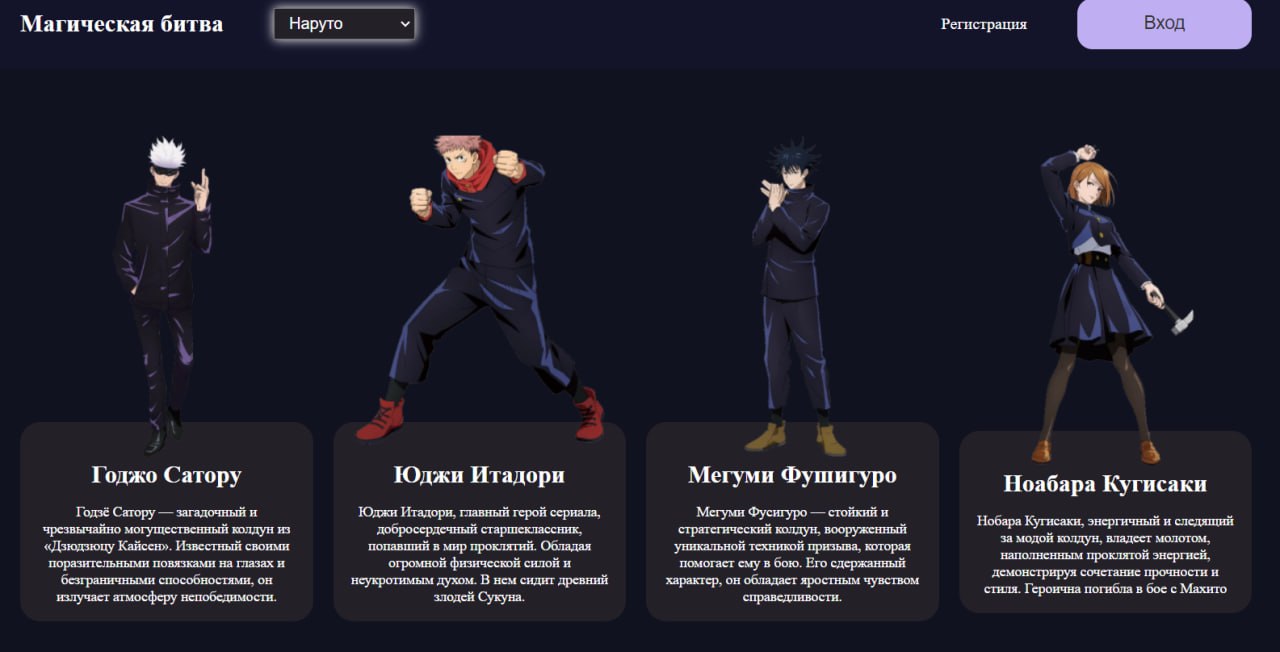 Магическая битва
Наруто
Регистрация
Вход
Годжо Сатору
Годзё Сатору — загадочный и
чрезвычайно могущественный колдун из
«Дзюдзюцу Кайсен». Известный своими
поразительными повязками на глазах и
безграничными способностями, он
излучает атмосферу непобедимости.
Юджи Итадори
Юджи Итадори, главный герой сериала,
добросердечный старшеклассник,
попавший в мир проклятий. Обладая
огромной физической силой и
неукротимым духом. В нем сидит древний
злодей Сукуна.
Мегуми Фушигуро
Мегуми Фусигуро — стойкий и
стратегический колдун, вооруженный
уникальной техникой призыва, которая
помогает ему в бою. Его сдержанный
характер, он обладает яростным чувством
справедливости.
Ноабара Кугисаки
Нобара Кугисаки, энергичный и следящий
за модой колдун, владеет молотом,
наполненным проклятой энергией,
демонстрируя сочетание прочности и
стиля. Героична погибла в бое с Махито